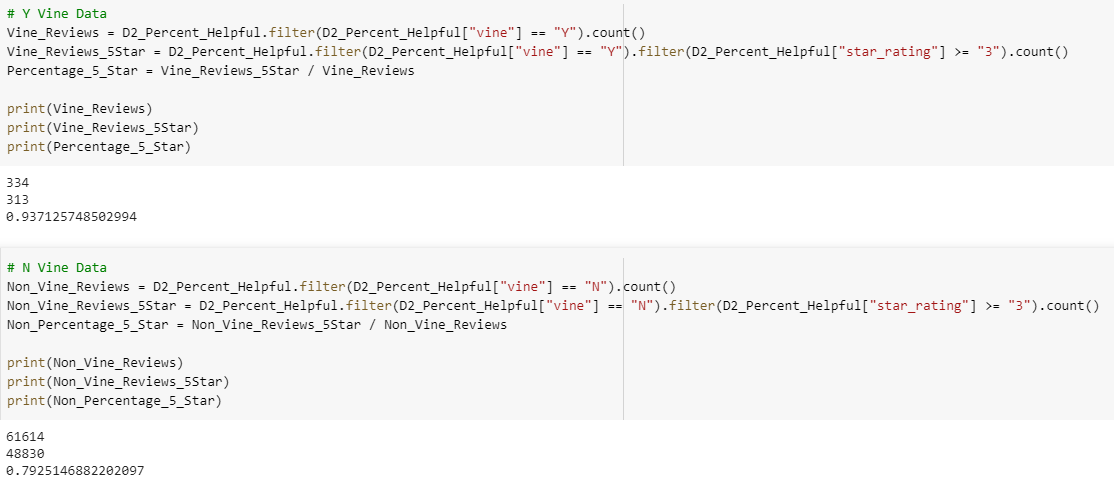 # Y Vine Data
Vine_Reviews = D2_Percent_Helpful.filter(D2_Percent_Helpful["vine"] == "Y").count()
Vine_Reviews_5Star = D2_Percent_Helpful.filter(D2_Percent_Helpful["vine"] == "Y").filter(D2_Percent_Helpful["star_rating"] >= "3").count()
Percentage_5_Star = Vine_Reviews_5Star / Vine_Reviews
print(Vine_Reviews)
print(Vine_Reviews_5Star)
print(Percentage_5_Star)
334
313
0.937125748502994
# N Vine Data
Non_Vine_Reviews = D2_Percent_Helpful.filter(D2_Percent_Helpful["vine"] == "N").count()
Non_Vine_Reviews_5Star = D2_Percent_Helpful.filter(D2_Percent_Helpful["vine"] == "N").filter(D2_Percent_Helpful["star_rating"] >= "3").count()
Non_Percentage_5_Star = Non_Vine_Reviews_5Star / Non_Vine_Reviews
print(Non_Vine_Reviews)
print(Non_Vine_Reviews_5Star)
print(Non_Percentage_5_Star)
61614
48830
0.7925146882202097